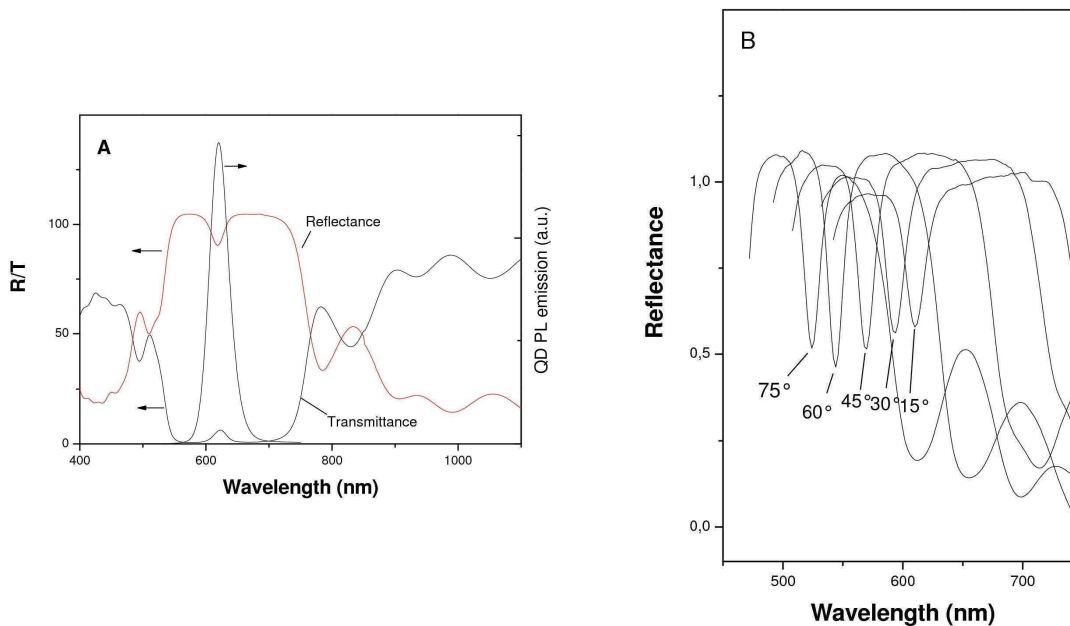 A
R/T
100
50
0
400
600
800
1000
Wavelength (nm)
QD PL emission (a.u.)
Reflectance
Transmittance
B
Reflectance
1,0
0,5
0,0
75°
60°
45°
30°
15°
500
600
700
Wavelength (nm)